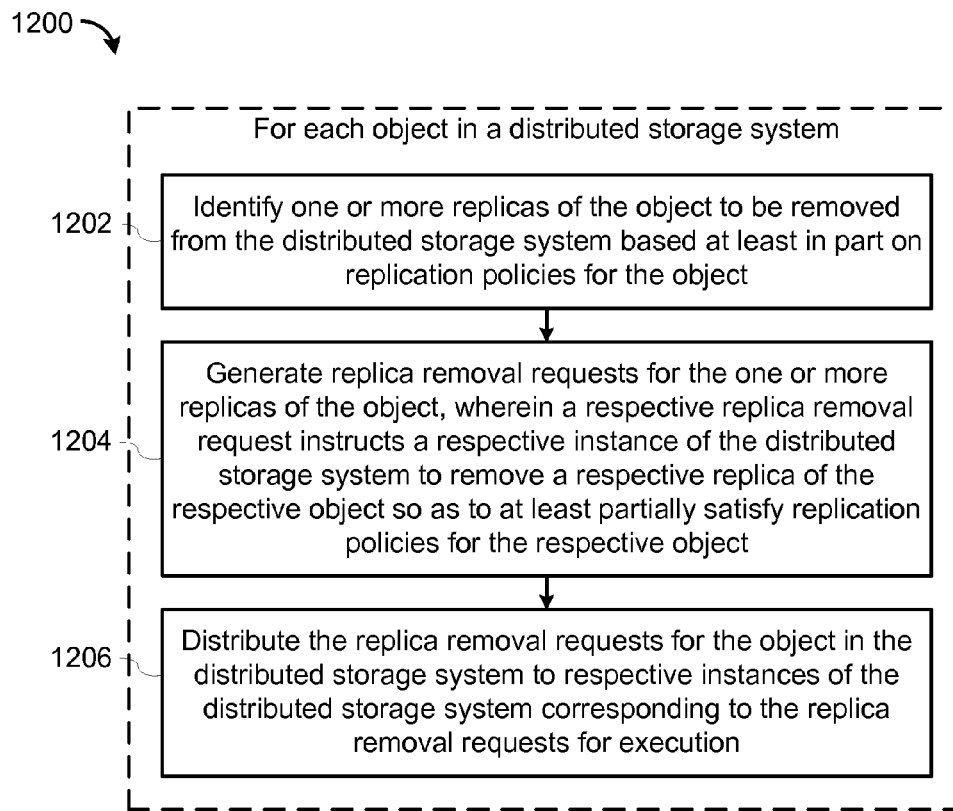 1200
For each object in a distributed storage system
1202
Identify one or more replicas of the object to be removed
from the distributed storage system based at least in part on
replication policies for the object
1204
Generate replica removal requests for the one or more
replicas of the object, wherein a respective replica removal
request instructs a respective instance of the distributed
storage system to remove a respective replica of the
respective object so as to at least partially satisfy replication
policies for the respective object
1206
Distribute the replica removal requests for the object in the
distributed storage system to respective instances of the
distributed storage system corresponding to the replica
removal requests for execution